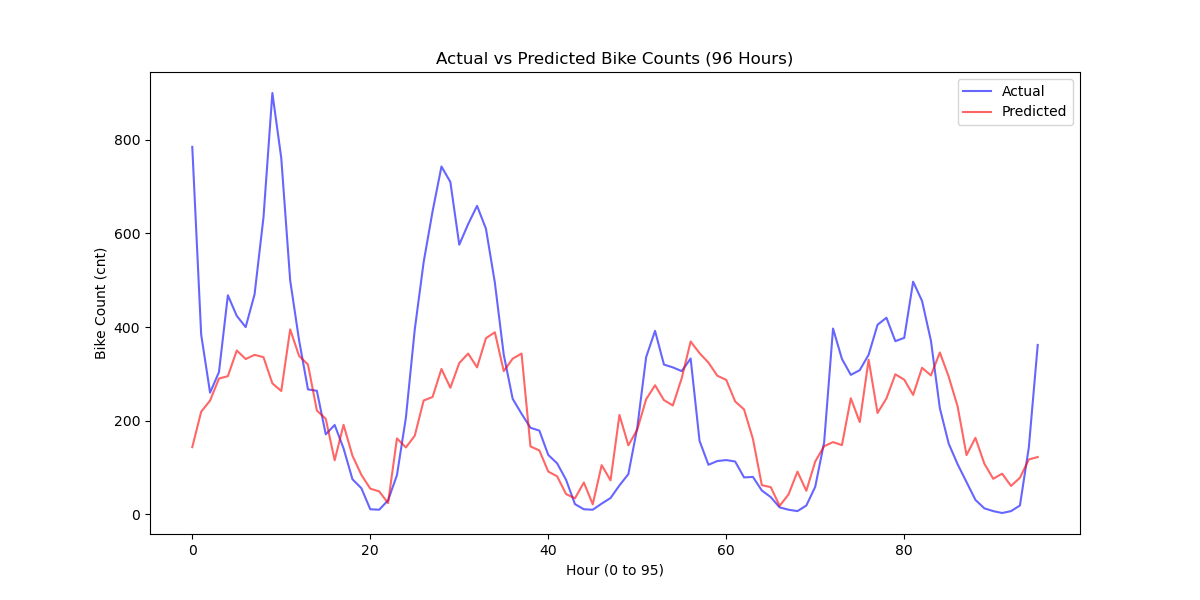 Actual vs Predicted Bike Counts (96 Hours)
Actual
Predicted
Bike Count (cnt)
800
600
400
200
0
0 20 40 60 80
Hour (0 to 95)